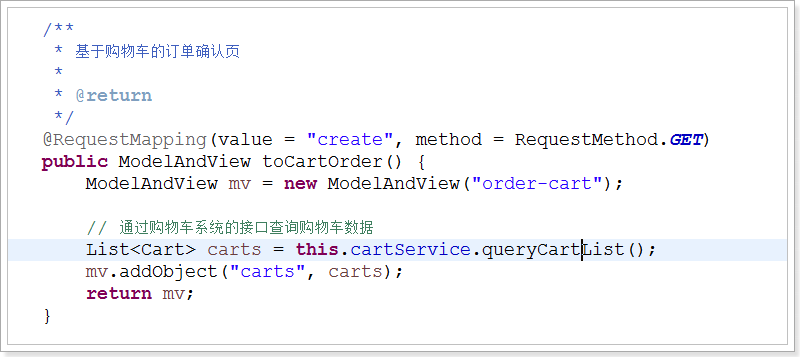 /**
 * 基于购物车的订单确认页
 *
 * @return
 */
@RequestMapping(value = "create", method = RequestMethod.GET)
public ModelAndView toCartOrder() {
    ModelAndView mv = new ModelAndView("order-cart");
    // 通过购物车系统的接口查询购物车数据
    List<Cart> carts = this.cartService.queryCartList();
    mv.addObject("carts", carts);
    return mv;
}